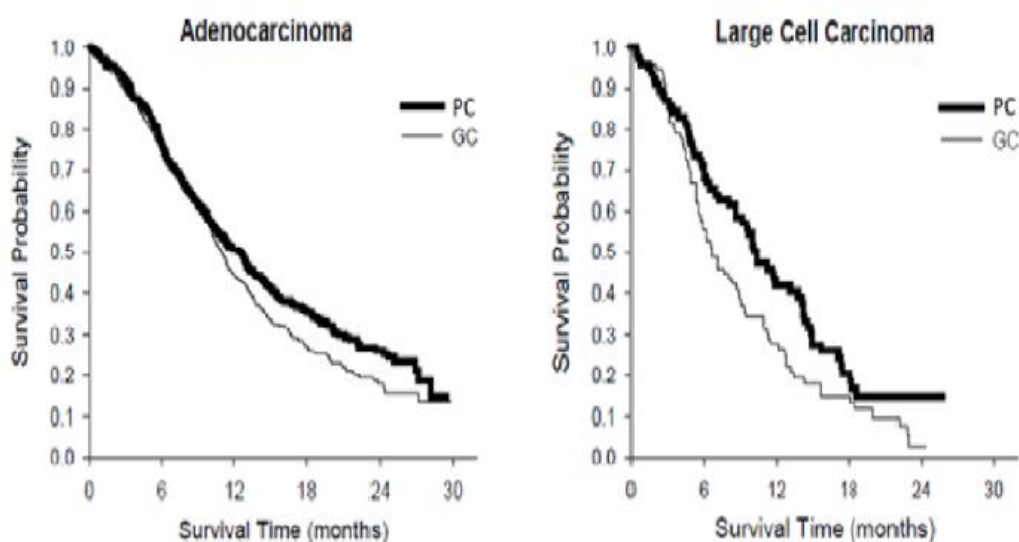 Adenocarcinoma
1.0
0.9
0.8
0.7
0.6
0.5
0.4
0.3
0.2
0.1
0.0
Survival Probability
PC
GC
0 6 12 18 24 30
Survival Time (months)
Large Cell Carcinoma
1.0
0.9
0.8
0.7
0.6
0.5
0.4
0.3
0.2
0.1
0.0
Survival Probability
PC
GC
0 6 12 18 24 30
Survival Time (months)